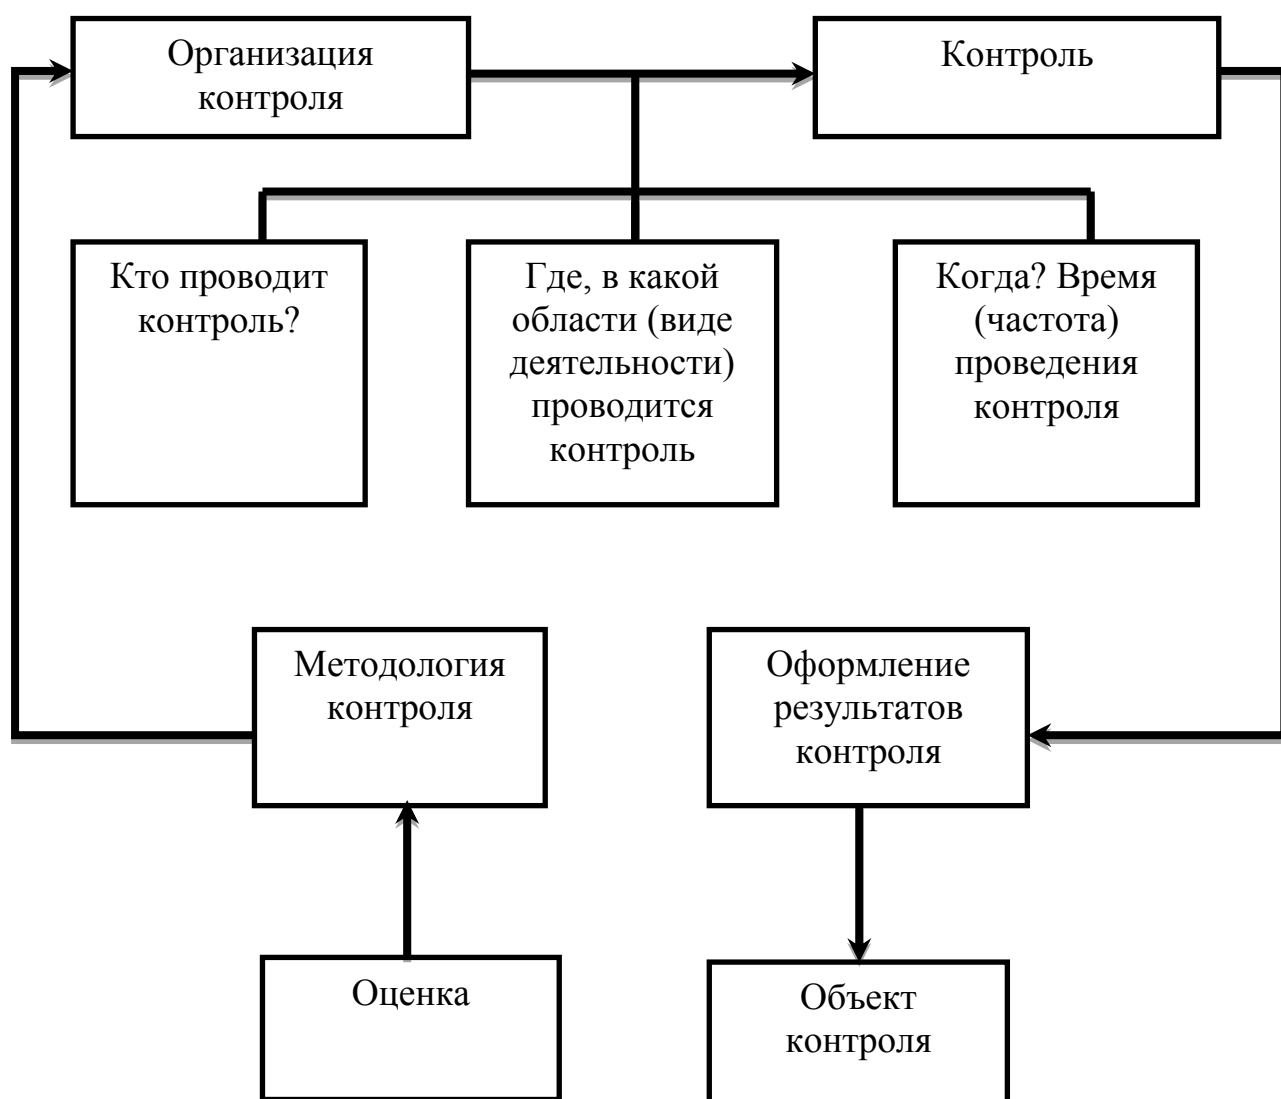 Организация
контроля
Контроль
Кто проводит
контроль?
Где, в какой
области (виде
деятельности)
проводится
контроль
Когда? Время
(частота)
проведения
контроля
Методология
контроля
Оформление
результатов
контроля
Оценка
Объект
контроля